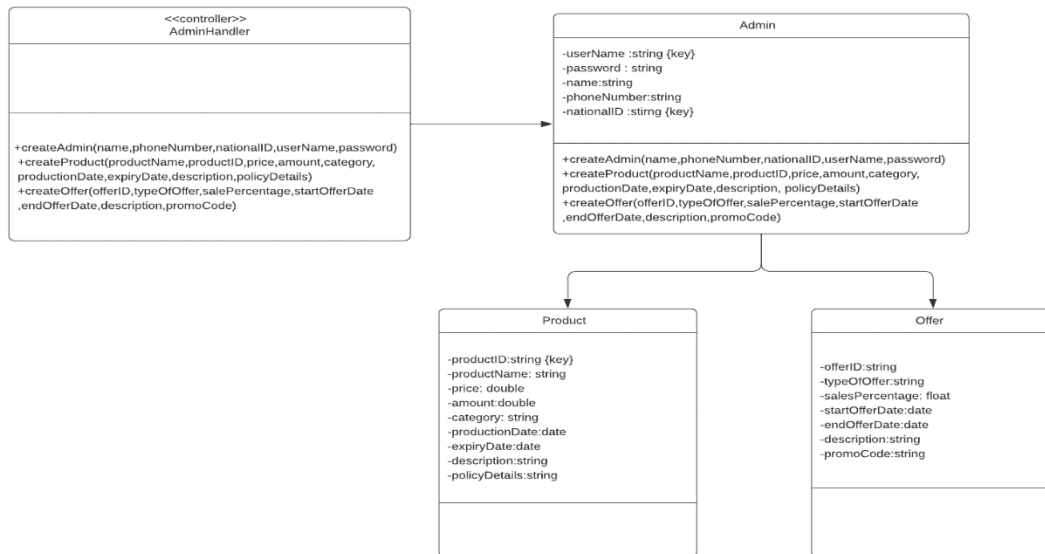 <<controller>>
AdminHandler
+createAdmin(name,phoneNumber,nationalID,userName,password)
+createProduct(productName,productID,price,amount,category,
productionDate,expiryDate,description,policyDetails)
+createOffer(offerID,typeOfOffer,salePercentage,startOfferDate
,endOfferDate,description,promoCode)
Admin
-userName :string {key}
-password : string
-name:string
-phoneNumber:string
-nationalID :stirng {key}
+createAdmin(name,phoneNumber,nationalID,userName,password)
+createProduct(productName,productID,price,amount,category,
productionDate,expiryDate,description, policyDetails)
+createOffer(offerID,typeOfOffer,salePercentage,startOfferDate
,endOfferDate,description,promoCode)
Product
-productID:string {key}
-productName: string
-price: double
-amount:double
-category: string
-productionDate:date
-expiryDate:date
-description:string
-policyDetails:string
Offer
-offerID:string
-typeOfOffer:string
-salesPercentage: float
-startOfferDate:date
-endOfferDate:date
-description:string
-promoCode:string